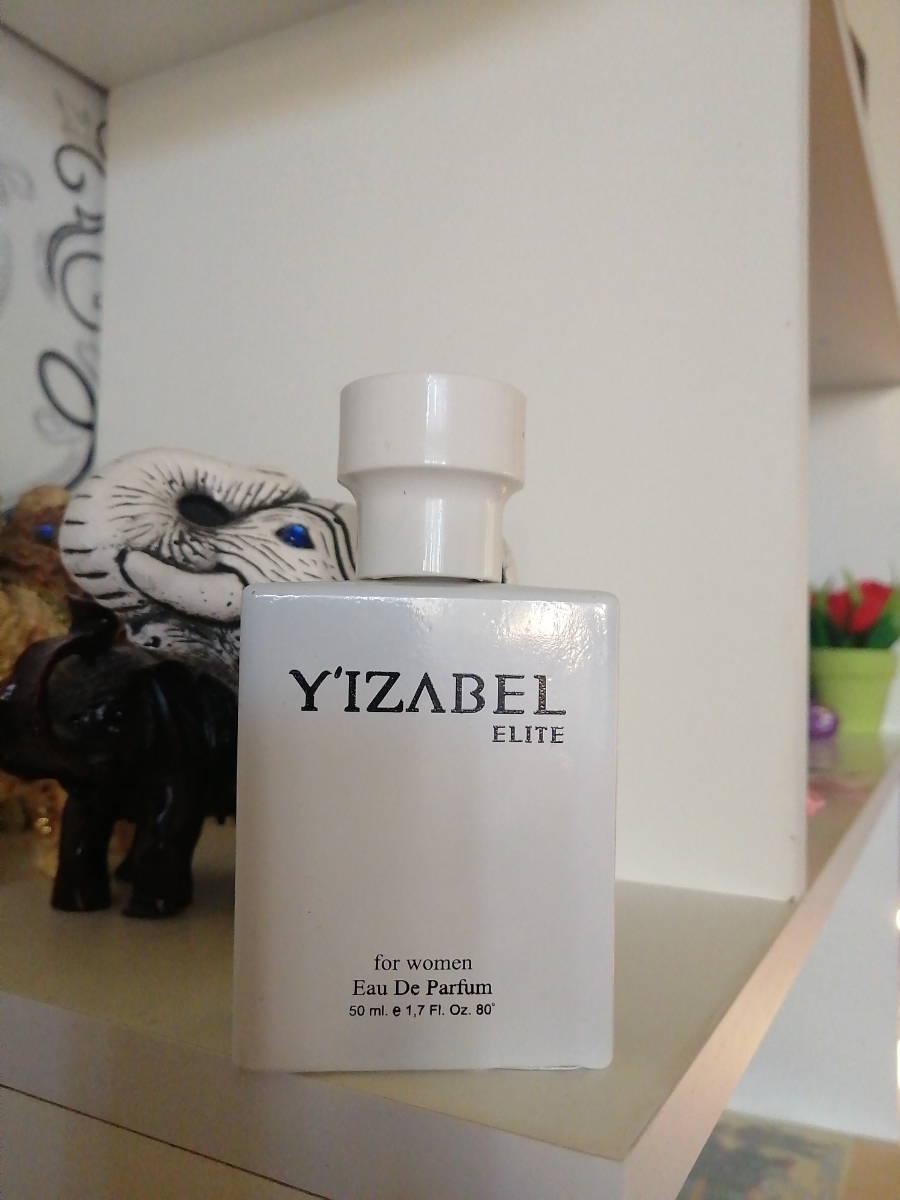 Y'IZABEL
ELITE
for women
Eau De Parfum
50 ml. e 1,7 Fl. Oz. 80°